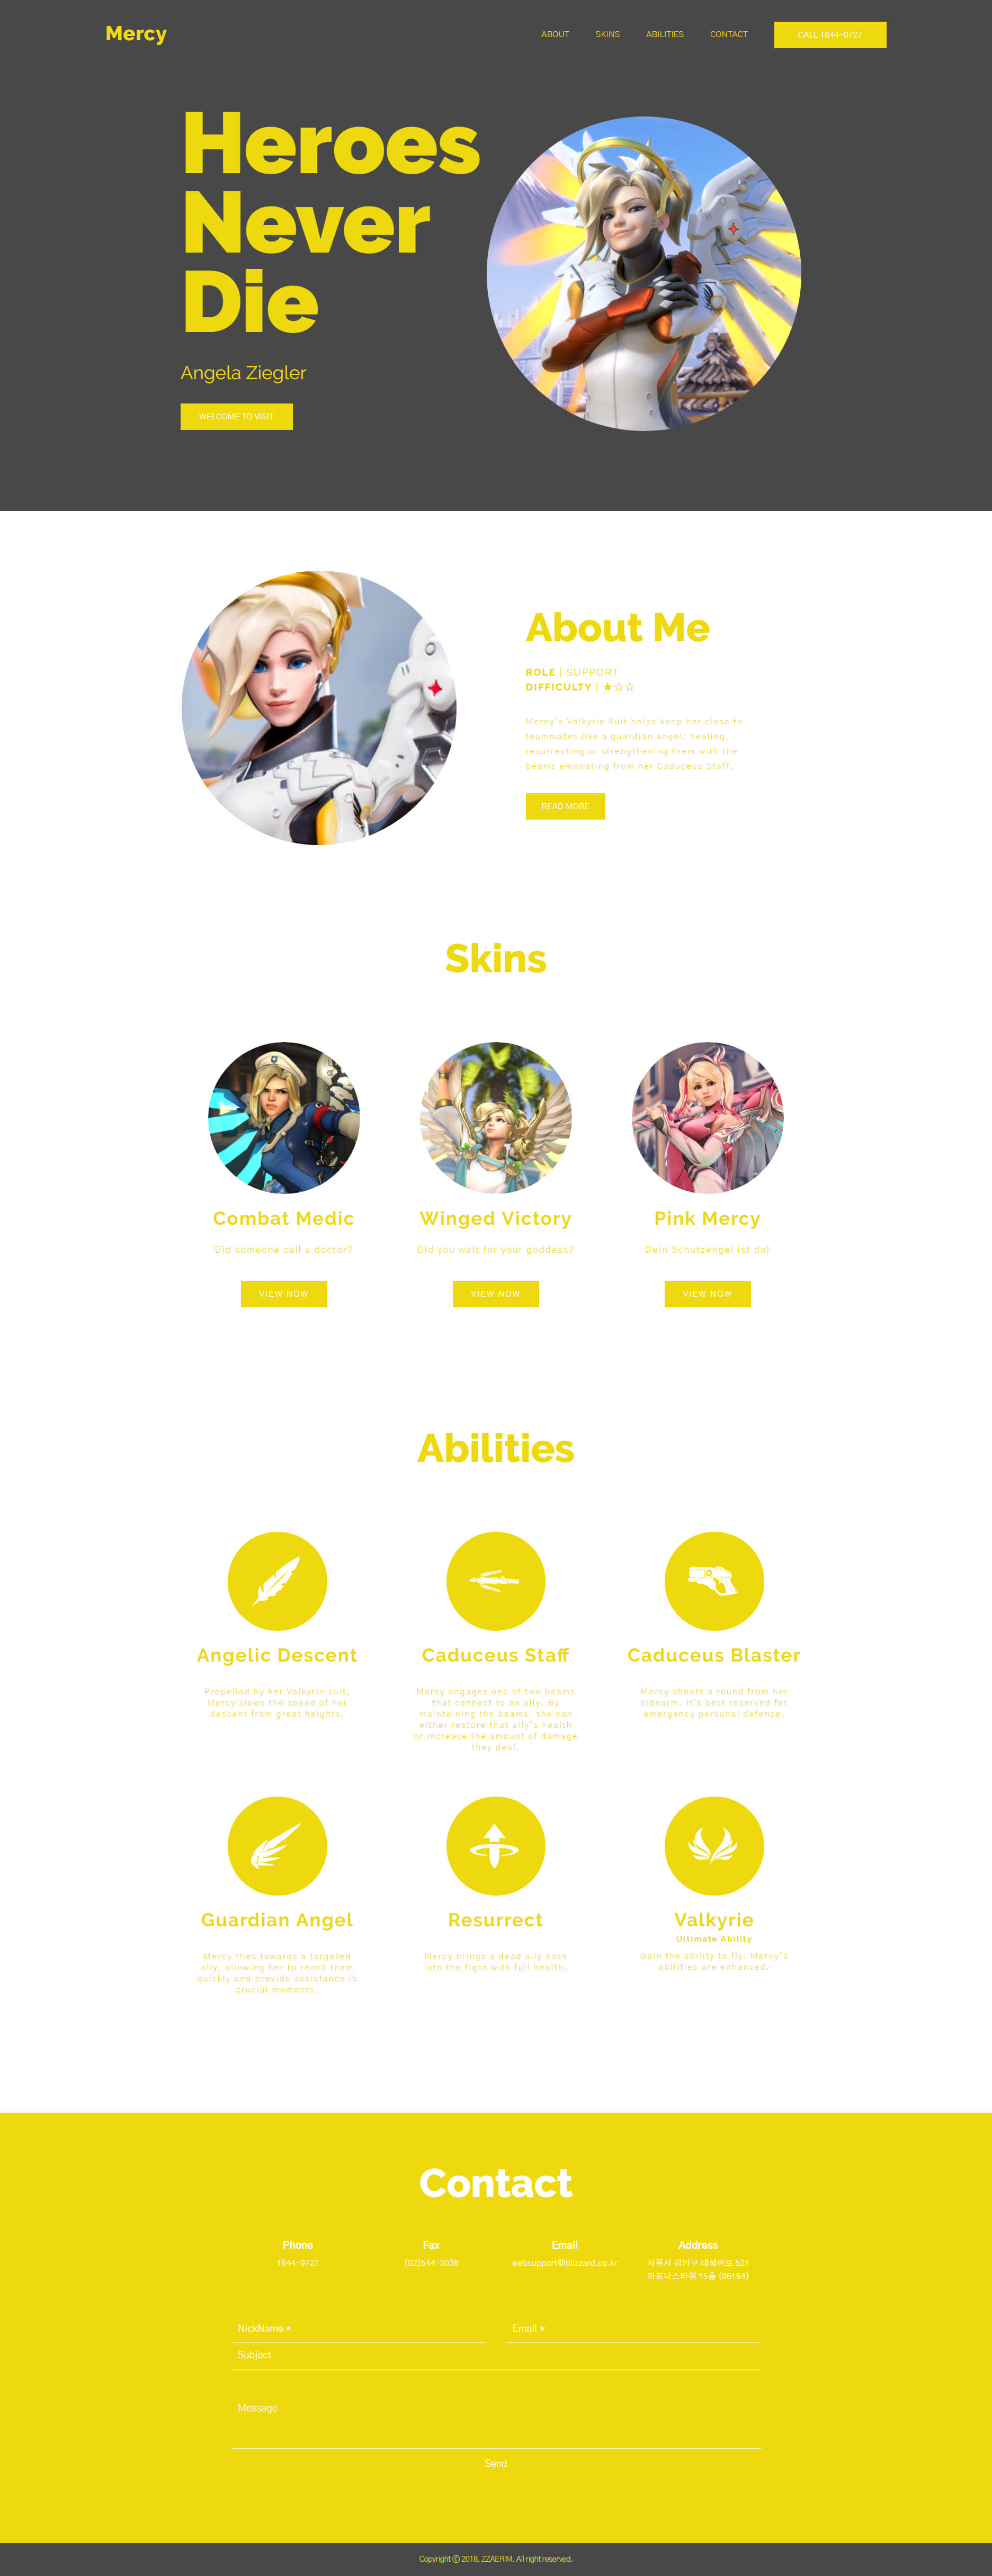 Mercy
ABOUT SKINS ABILITIES CONTACT CALL 1644-0727
Heroes
Never
Die
Angela Ziegler
WELCOME TO VISIT
About Me
ROLE | SUPPORT
DIFFICULTY | ★☆☆
Mercy's Valkyrie Suit helps keep her close to
teammates like a guardian angel; healing,
resurrecting or strengthening them with the
beams emanating from her Caduceus Staff.
READ MORE
Skins
Combat Medic
Did someone call a doctor?
VIEW NOW
Winged Victory
Did you wait for your goddess?
VIEW NOW
Pink Mercy
Dein Schutzengel ist da!
VIEW NOW
Abilities
Angelic Descent
Propelled by her Valkyrie suit,
Mercy slows the speed of her
descent from great heights.
Caduceus Staff
Mercy engages one of two beams
that connect to an ally. By
maintaining the beams, she can
either restore that ally's health
or increase the amount of damage
they deal.
Caduceus Blaster
Mercy shoots a round from her
sidearm. It's best reserved for
emergency personal defense.
Guardian Angel
Mercy flies towards a targeted
ally, allowing her to reach them
quickly and provide assistance in
crucial moments.
Resurrect
Mercy brings a dead ally back
into the fight with full health.
Valkyrie
Ultimate Ability
Gain the ability to fly. Mercy's
abilities are enhanced.
Contact
Phone
1644-0727
Fax
(02)544-3038
Email
websupport@blizzard.co.kr
Address
서울시 강남구 테헤란로 521
파르나스타워 15층 (06164)
NickName *
Email *
Subject
Message
Send
Copyright ⓒ 2018. ZZAERIM. All right reserved.